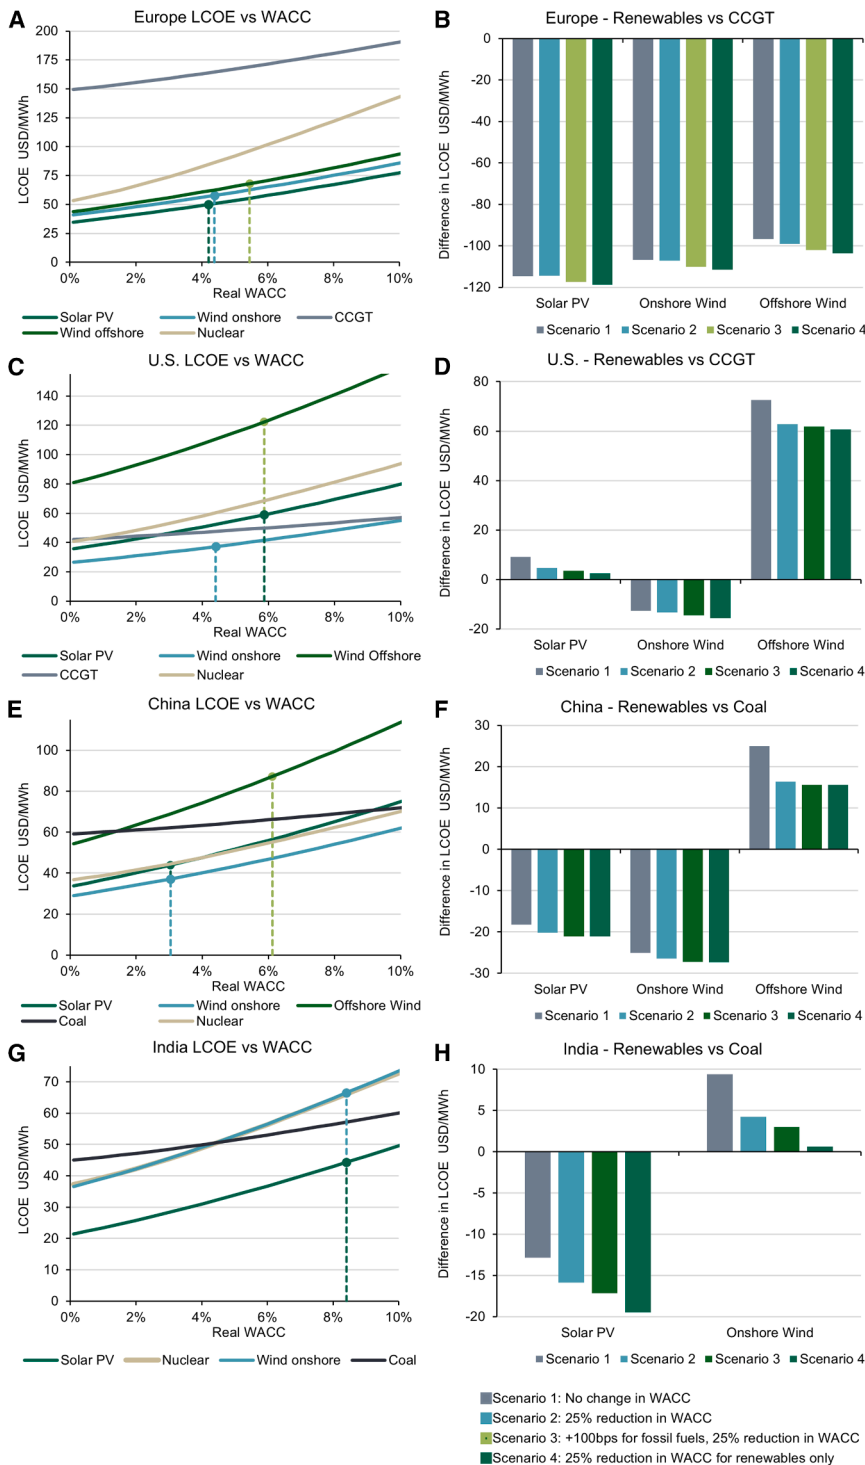 A
Europe LCOE vs WACC
LCOE USD/MWh
200
175
150
125
100
75
50
25
0
0% 2% 4% 6% 8% 10%
Real WACC
Solar PV Wind onshore CCGT
Wind offshore Nuclear
B
Europe - Renewables vs CCGT
Difference in LCOE USD/MWh
0
-20
-40
-60
-80
-100
-120
Solar PV Onshore Wind Offshore Wind
Scenario 1 Scenario 2 Scenario 3 Scenario 4
C
U.S. LCOE vs WACC
LCOE USD/MWh
140
120
100
80
60
40
20
0
0% 2% 4% 6% 8% 10%
Real WACC
Solar PV Wind onshore Wind Offshore
CCGT Nuclear
D
U.S. - Renewables vs CCGT
Difference in LCOE USD/MWh
80
60
40
20
0
-20
Solar PV Onshore Wind Offshore Wind
Scenario 1 Scenario 2 Scenario 3 Scenario 4
E
China LCOE vs WACC
LCOE USD/MWh
100
80
60
40
20
0
0% 2% 4% 6% 8% 10%
Real WACC
Solar PV Wind onshore Offshore Wind
Coal Nuclear
F
China - Renewables vs Coal
Difference in LCOE USD/MWh
30
20
10
0
-10
-20
-30
Solar PV Onshore Wind Offshore Wind
Scenario 1 Scenario 2 Scenario 3 Scenario 4
G
India LCOE vs WACC
LCOE USD/MWh
70
60
50
40
30
20
10
0
0% 2% 4% 6% 8% 10%
Real WACC
Solar PV Nuclear Wind onshore Coal
H
India - Renewables vs Coal
Difference in LCOE USD/MWh
10
5
0
-5
-10
-15
-20
Solar PV Onshore Wind
Scenario 1 Scenario 2 Scenario 3 Scenario 4
Scenario 1: No change in WACC
Scenario 2: 25% reduction in WACC
Scenario 3: +100bps for fossil fuels, 25% reduction in WACC
Scenario 4: 25% reduction in WACC for renewables only